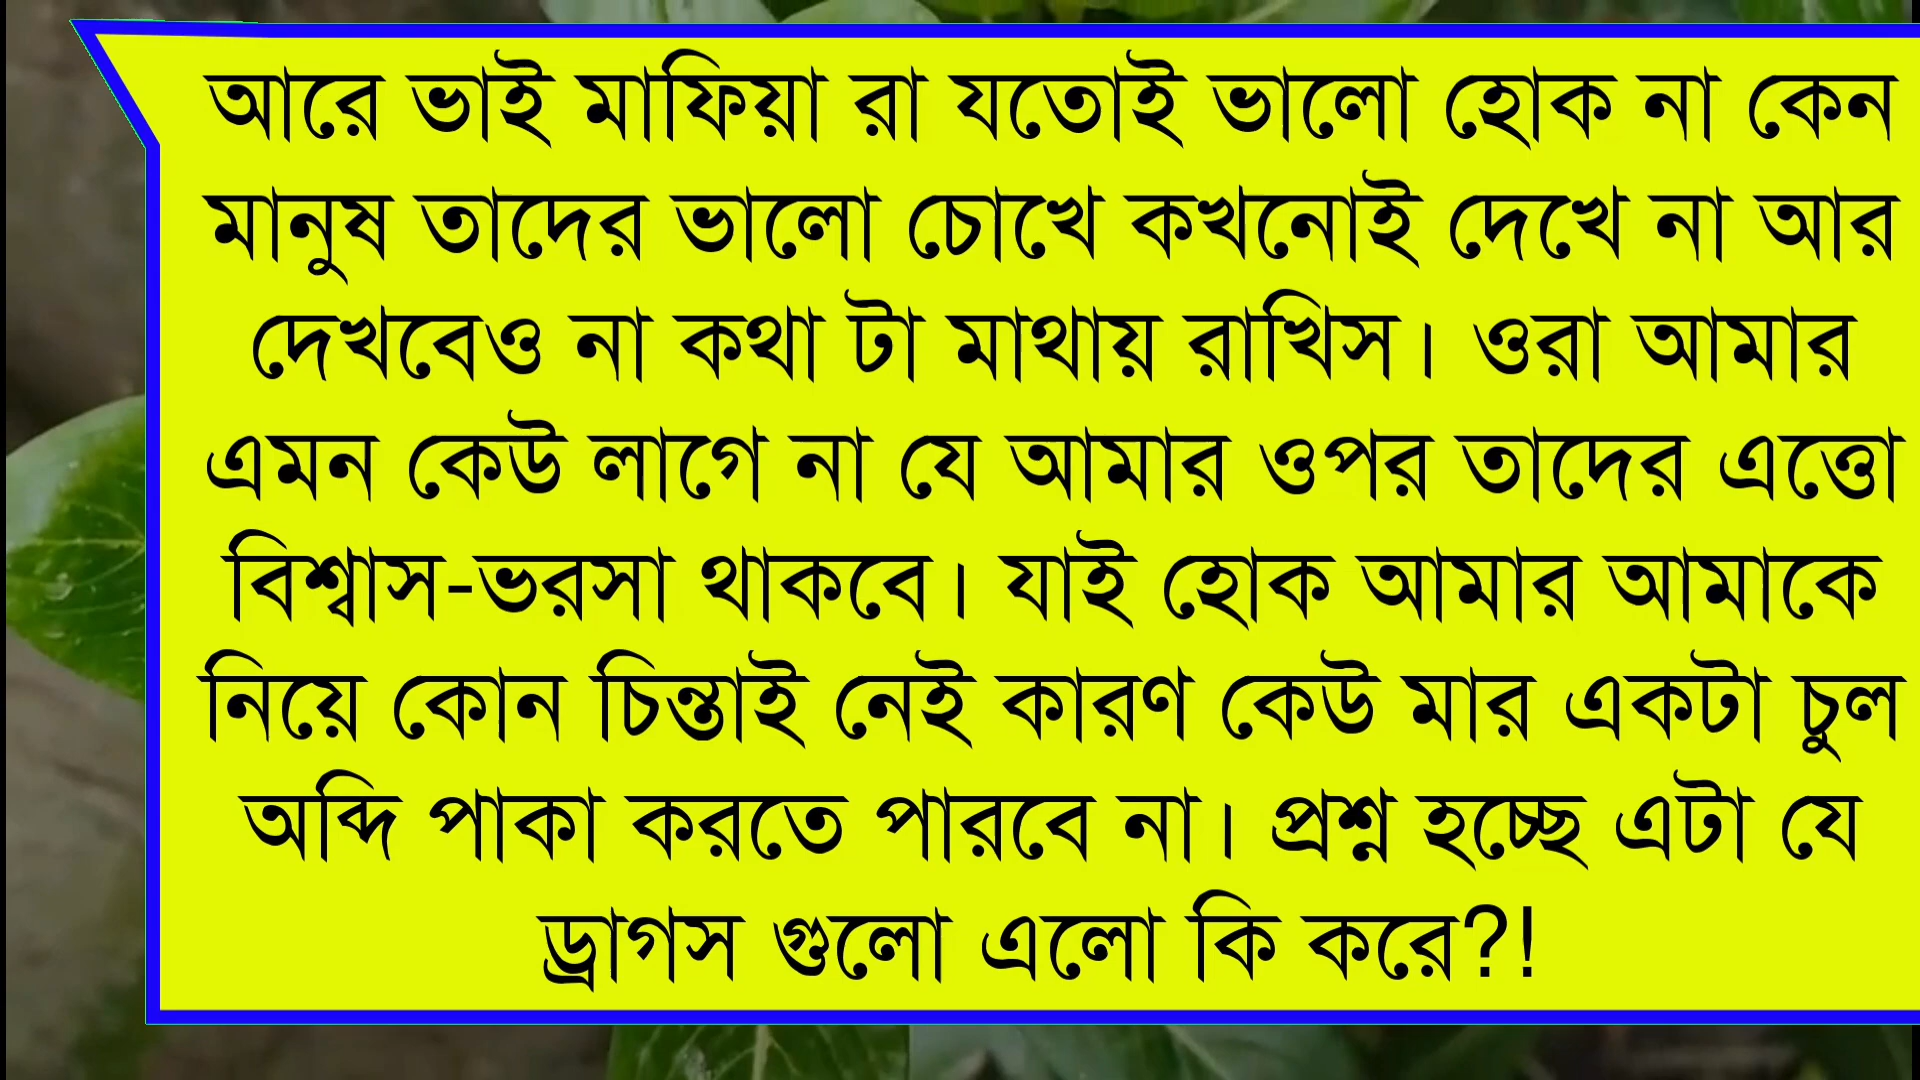 আরে ভাই মাফিয়া রা যতোই ভালো হোক না কেন
মানুষ তাদের ভালো চোখে কখনোই দেখে না আর
দেখবেও না কথা টা মাথায় রাখিস। ওরা আমার
এমন কেউ লাগে না যে আমার ওপর তাদের এত্তো
বিশ্বাস-ভরসা থাকবে। যাই হোক আমার আমাকে
নিয়ে কোন চিন্তাই নেই কারণ কেউ মার একটা চুল
অব্দি পাকা করতে পারবে না। প্রশ্ন হচ্ছে এটা যে
ড্রাগস গুলো এলো কি করে?!